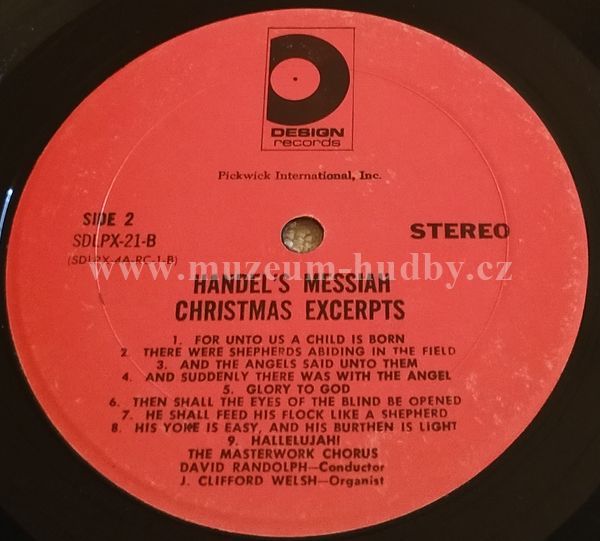 DESIGN
records
Pickwick International, Inc.
SIDE 2
STEREO
SDLPX-21-B
(SDLPX-4A-RC-1-B)
www.muzeum-hudby.cz
HANDEL'S MESSIAH
CHRISTMAS EXCERPTS
1. FOR UNTO US A CHILD IS BORN
2. THERE WERE SHEPHERDS ABIDING IN THE FIELD
3. AND THE ANGELS SAID UNTO THEM
4. AND SUDDENLY THERE WAS WITH THE ANGEL
5. GLORY TO GOD
6. THEN SHALL THE EYES OF THE BLIND BE OPENED
7. HE SHALL FEED HIS FLOCK LIKE A SHEPHERD
8. HIS YOKE IS EASY, AND HIS BURTHEN IS LIGHT
9. HALLELUJAH!
THE MASTERWORK CHORUS
DAVID RANDOLPH—Conductor
J. CLIFFORD WELSH—Organist